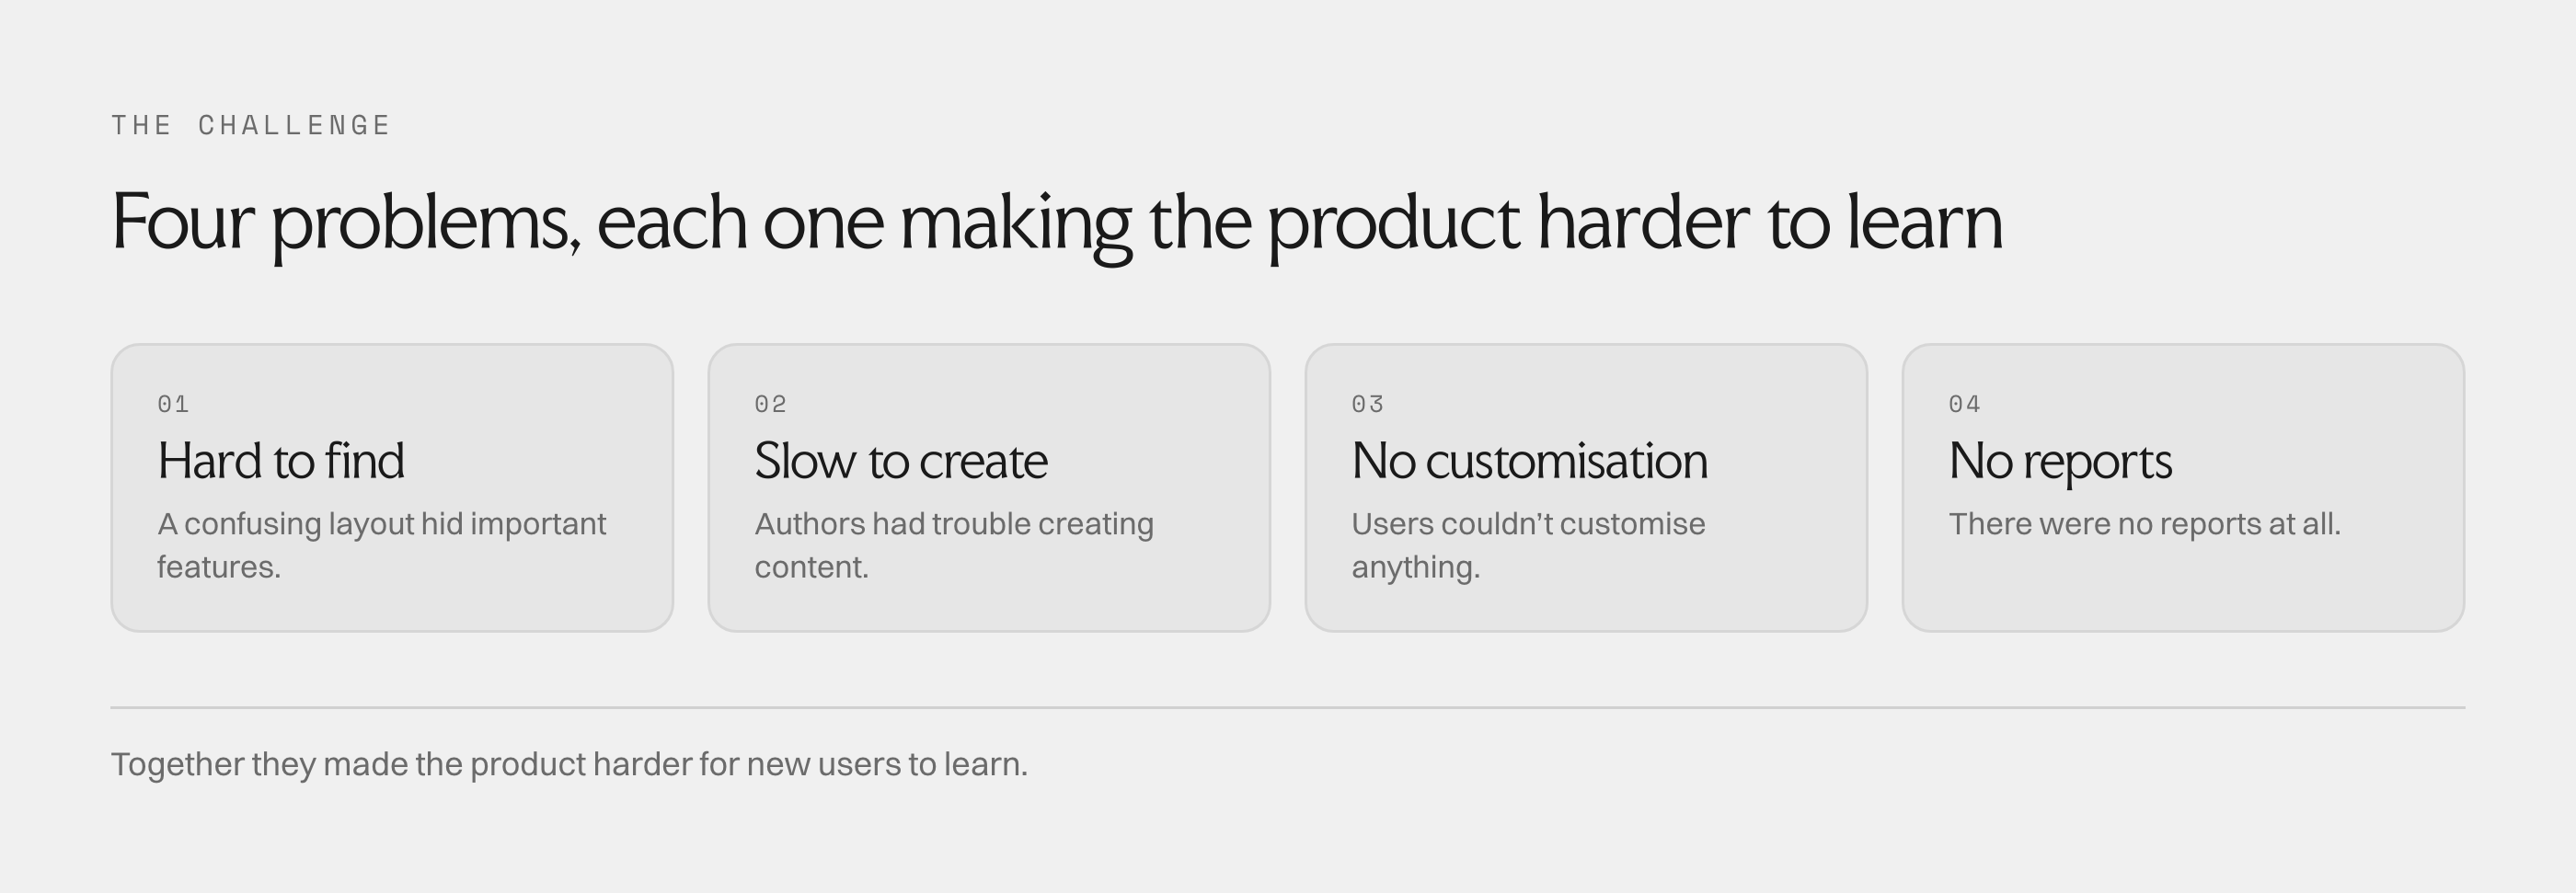 THE CHALLENGE
Four problems, each one making the product harder to learn
01
Hard to find
A confusing layout hid important
features.
02
Slow to create
Authors had trouble creating
content.
03
No customisation
Users couldn’t customise
anything.
04
No reports
There were no reports at all.
Together they made the product harder for new users to learn.